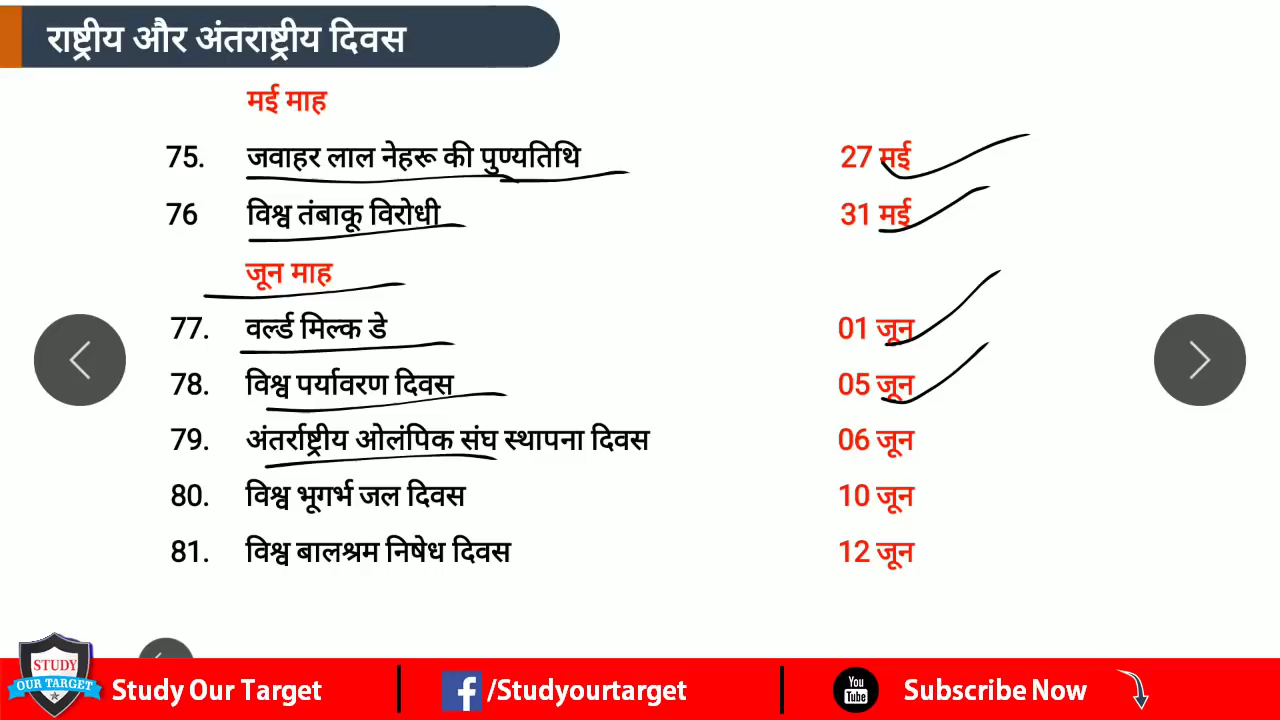 राष्ट्रीय और अंतराष्ट्रीय दिवस
मई माह
75. जवाहर लाल नेहरू की पुण्यतिथि 27 मई
76 विश्व तंबाकू विरोधी 31 मई
जून माह
77. वर्ल्ड मिल्क डे 01 जून
78. विश्व पर्यावरण दिवस 05 जून
79. अंतर्राष्ट्रीय ओलंपिक संघ स्थापना दिवस 06 जून
80. विश्व भूगर्भ जल दिवस 10 जून
81. विश्व बालश्रम निषेध दिवस 12 जून
STUDY
OUR TARGET
Study Our Target
f /Studyourtarget
You
Tube
Subscribe Now